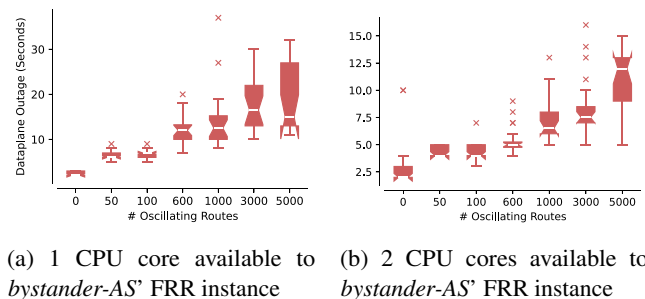 Dataplane Outage (Seconds)
30
20
10
0 50 100 600 1000 3000 5000
# Oscillating Routes
15.0
12.5
10.0
7.5
5.0
2.5
0 50 100 600 1000 3000 5000
# Oscillating Routes
(a) 1 CPU core available to
bystander-AS’ FRR instance
(b) 2 CPU cores available to
bystander-AS’ FRR instance